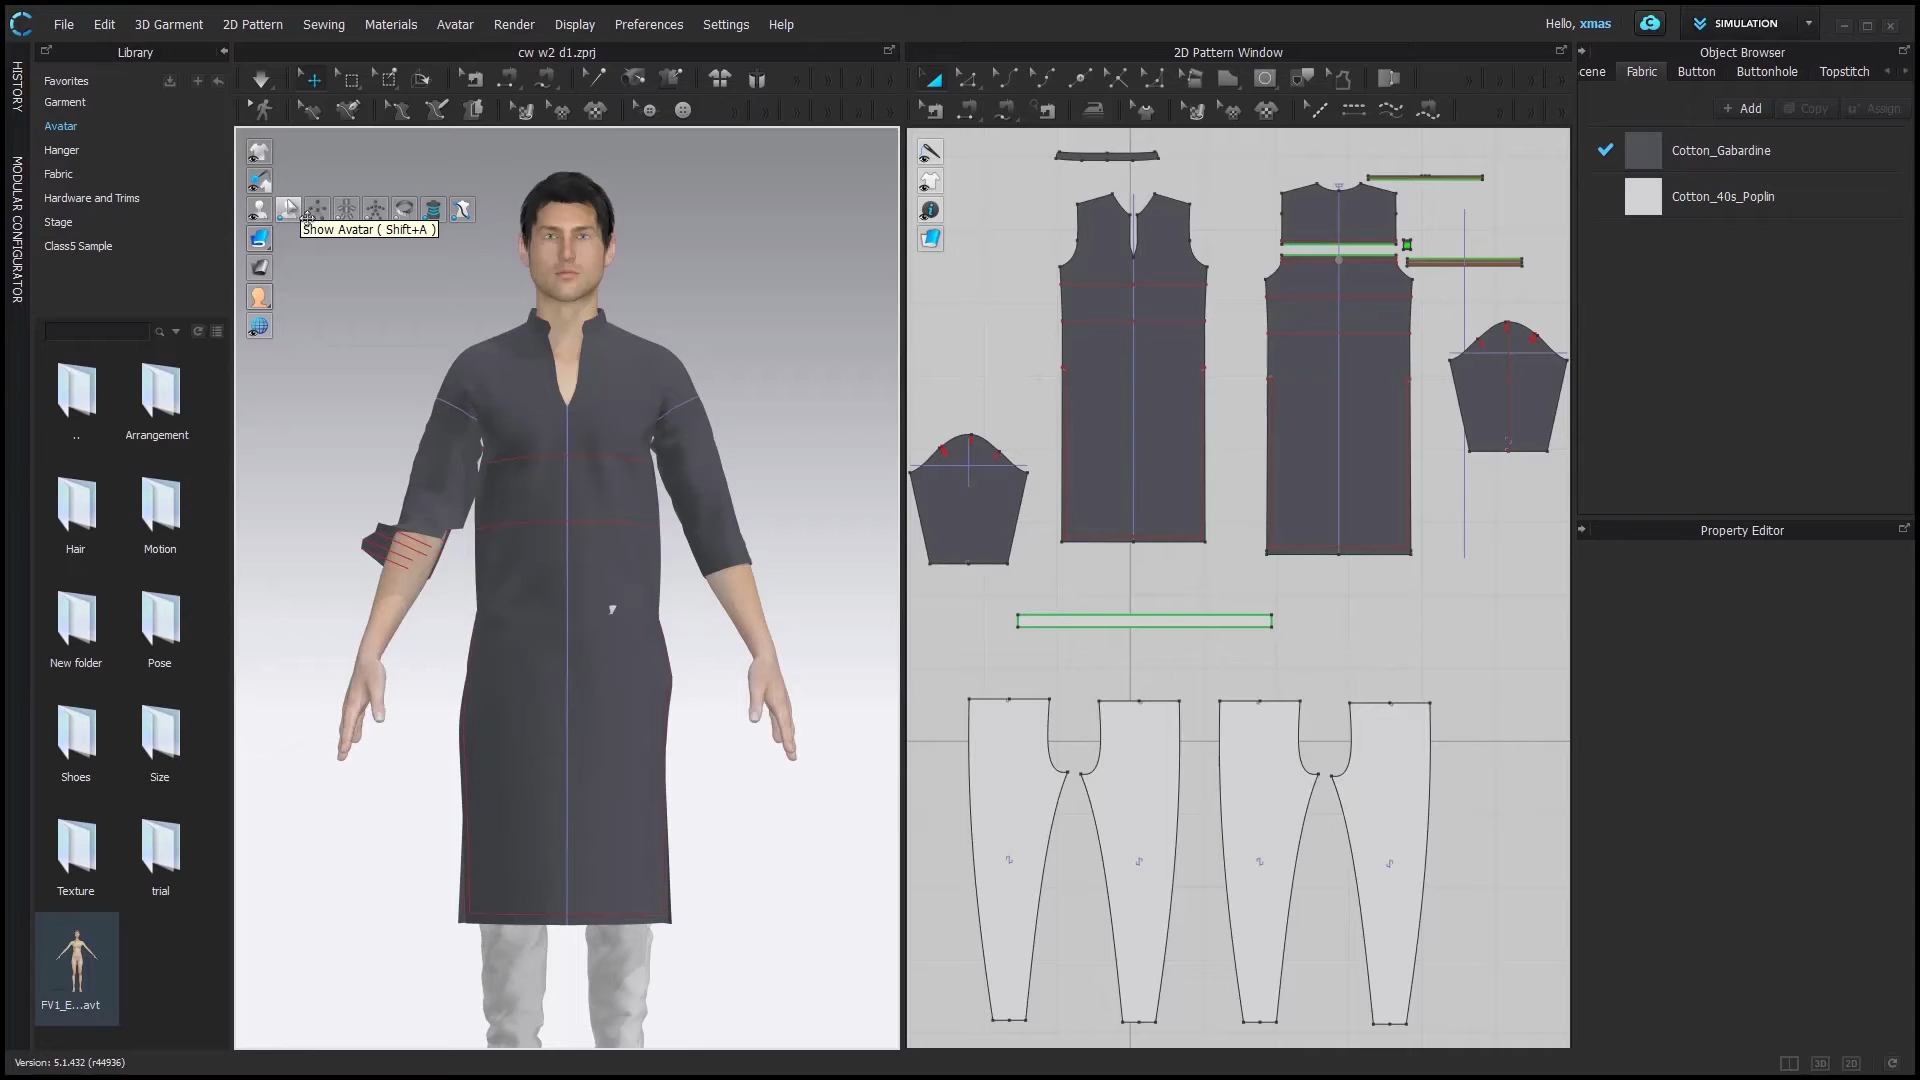 File Edit 3D Garment 2D Pattern Sewing Materials Avatar Render Display Preferences Settings Help
Hello, xmas
SIMULATION
Library
cw w2 d1.zprj
2D Pattern Window
Object Browser
HISTORY
MODULAR CONFIGURATOR
Favorites
Garment
Avatar
Hanger
Fabric
Hardware and Trims
Stage
Class5 Sample
..
Arrangement
Hair
Motion
New folder
Pose
Shoes
Size
Texture
trial
FV1_E...avt
Show Avatar ( Shift+A )
cene Fabric Button Buttonhole Topstitch
+ Add Copy Assign
Cotton_Gabardine
Cotton_40s_Poplin
Property Editor
Version: 5.1.432 (r44936)
3D 2D